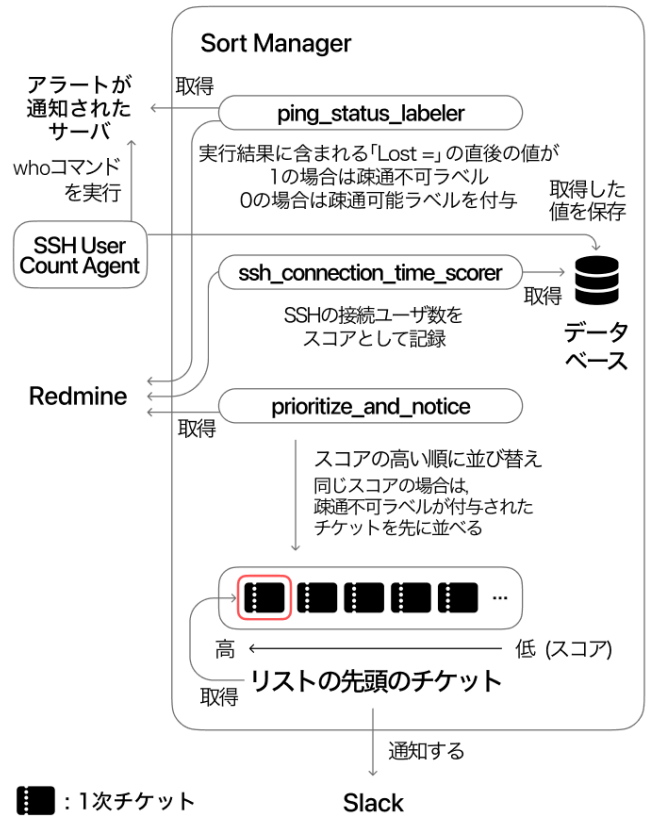 Sort Manager
アラートが
通知された
サーバ
取得
ping_status_labeler
whoコマンド
を実行
実行結果に含まれる「Lost =」の直後の値が
1の場合は疎通不可ラベル
0の場合は疎通可能ラベルを付与
取得した
値を保存
SSH User
Count Agent
ssh_connection_time_scorer
取得
SSHの接続ユーザ数を
スコアとして記録
データ
ベース
Redmine
prioritize_and_notice
取得
スコアの高い順に並び替え
同じスコアの場合は,
疎通不可ラベルが付与された
チケットを先に並べる
...
高
低 (スコア)
取得
リストの先頭のチケット
通知する
: 1次チケット
Slack